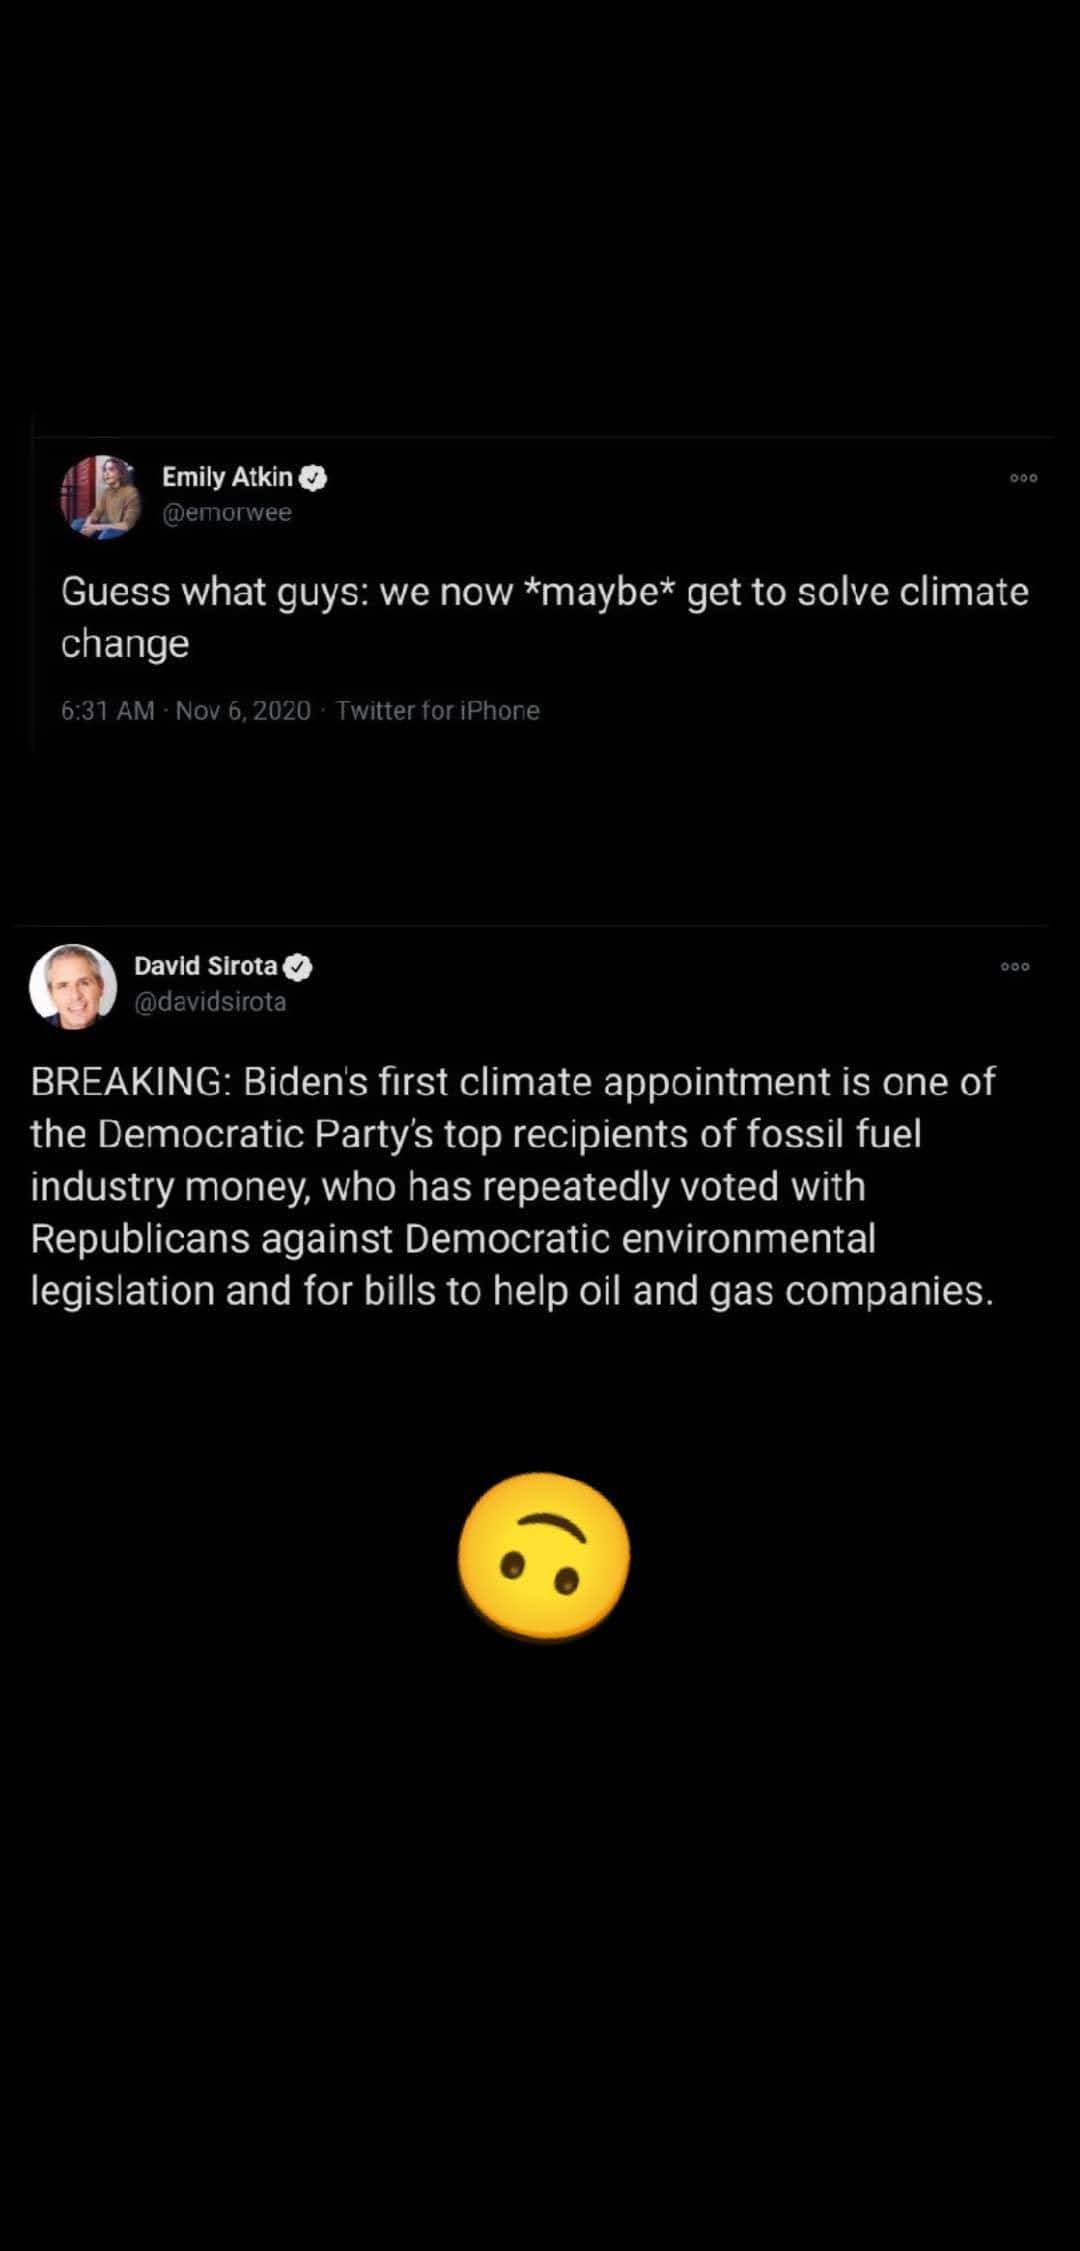 Emily Atkin
@emorwee
Guess what guys: we now *maybe* get to solve climate
change
6:31 AM · Nov 6, 2020 · Twitter for iPhone
David Sirota
@davidsirota
BREAKING: Biden's first climate appointment is one of
the Democratic Party's top recipients of fossil fuel
industry money, who has repeatedly voted with
Republicans against Democratic environmental
legislation and for bills to help oil and gas companies.